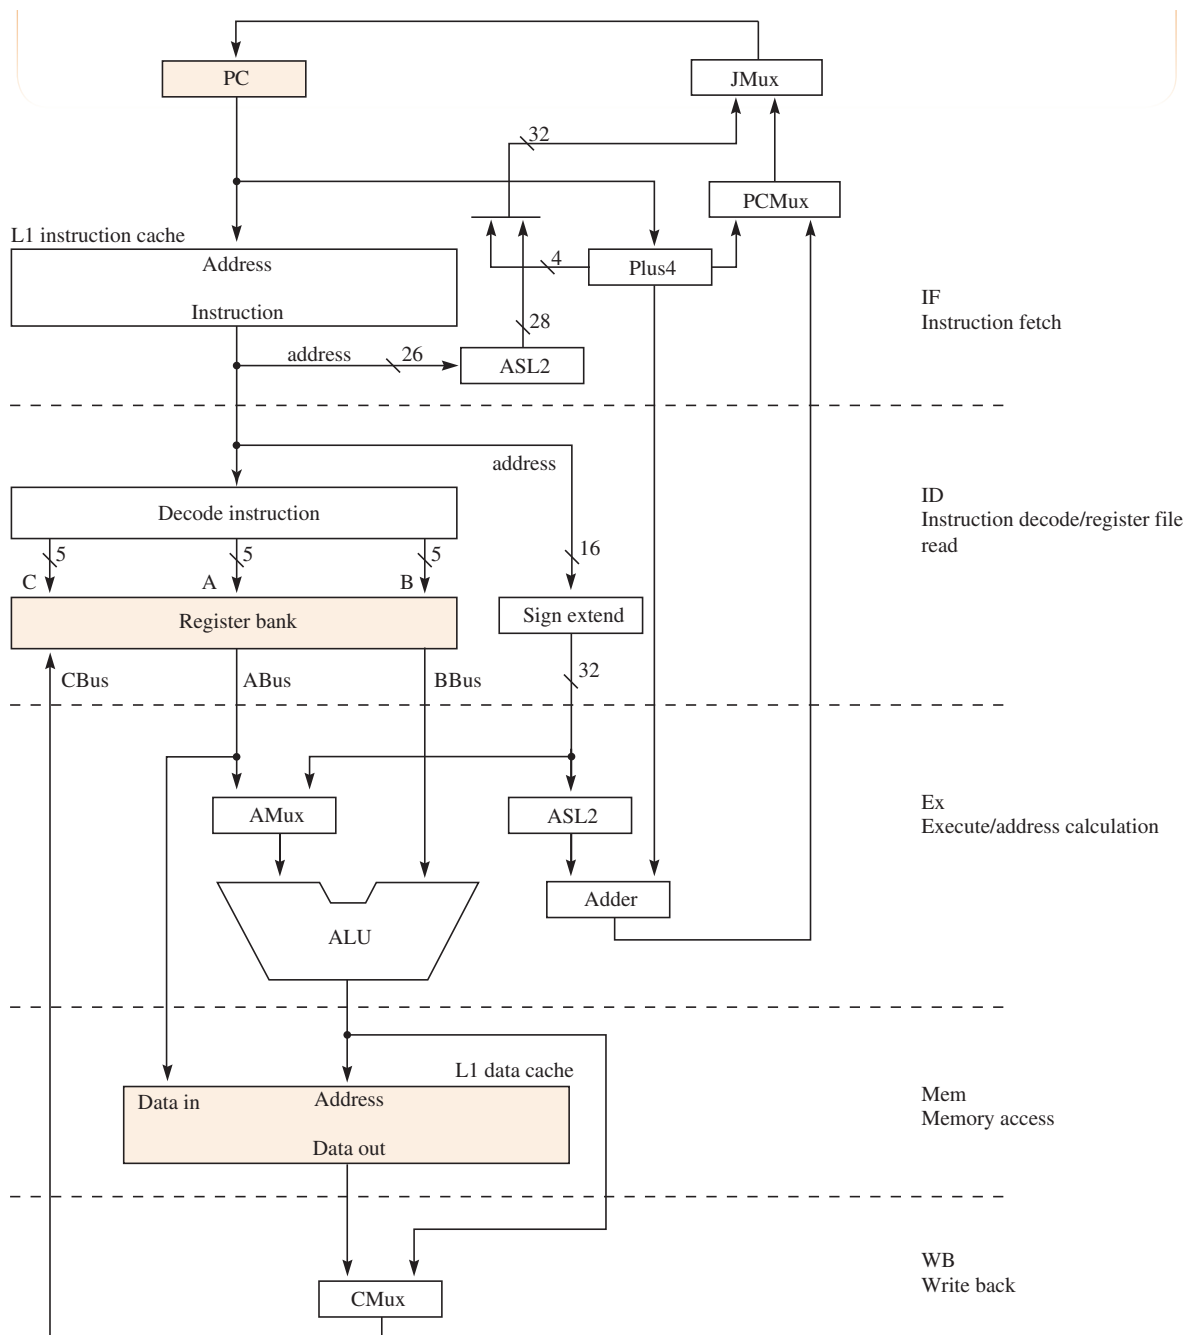 PC
JMux
32
PCMux
L1 instruction cache
Address
4
Plus4
Instruction
IF
Instruction fetch
28
address
26
ASL2
address
ID
Instruction decode/register file
read
Decode instruction
5
5
5
16
C
A
B
Register bank
Sign extend
CBus
ABus
BBus
32
AMux
ASL2
Ex
Execute/address calculation
Adder
ALU
L1 data cache
Data in
Address
Data out
Mem
Memory access
WB
Write back
CMux